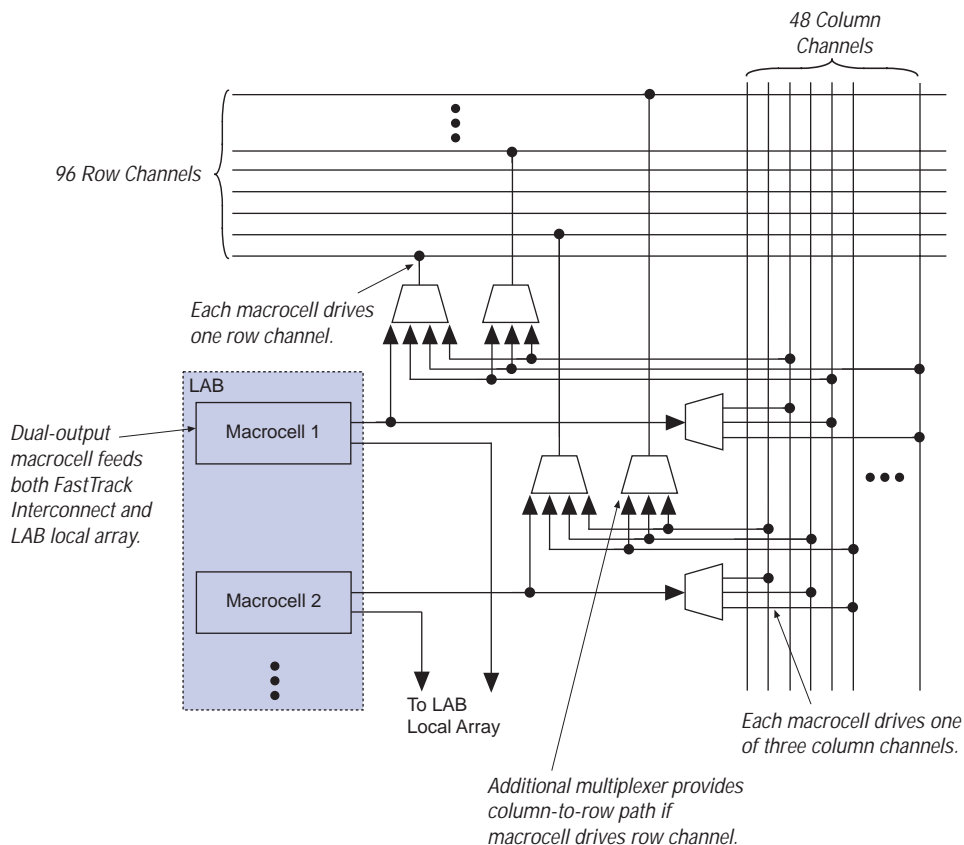 48 Column
Channels
96 Row Channels
Each macrocell drives
one row channel.
LAB
Macrocell 1
Dual-output
macrocell feeds
both FastTrack
Interconnect and
LAB local array.
Macrocell 2
To LAB
Local Array
Each macrocell drives one
of three column channels.
Additional multiplexer provides
column-to-row path if
macrocell drives row channel.